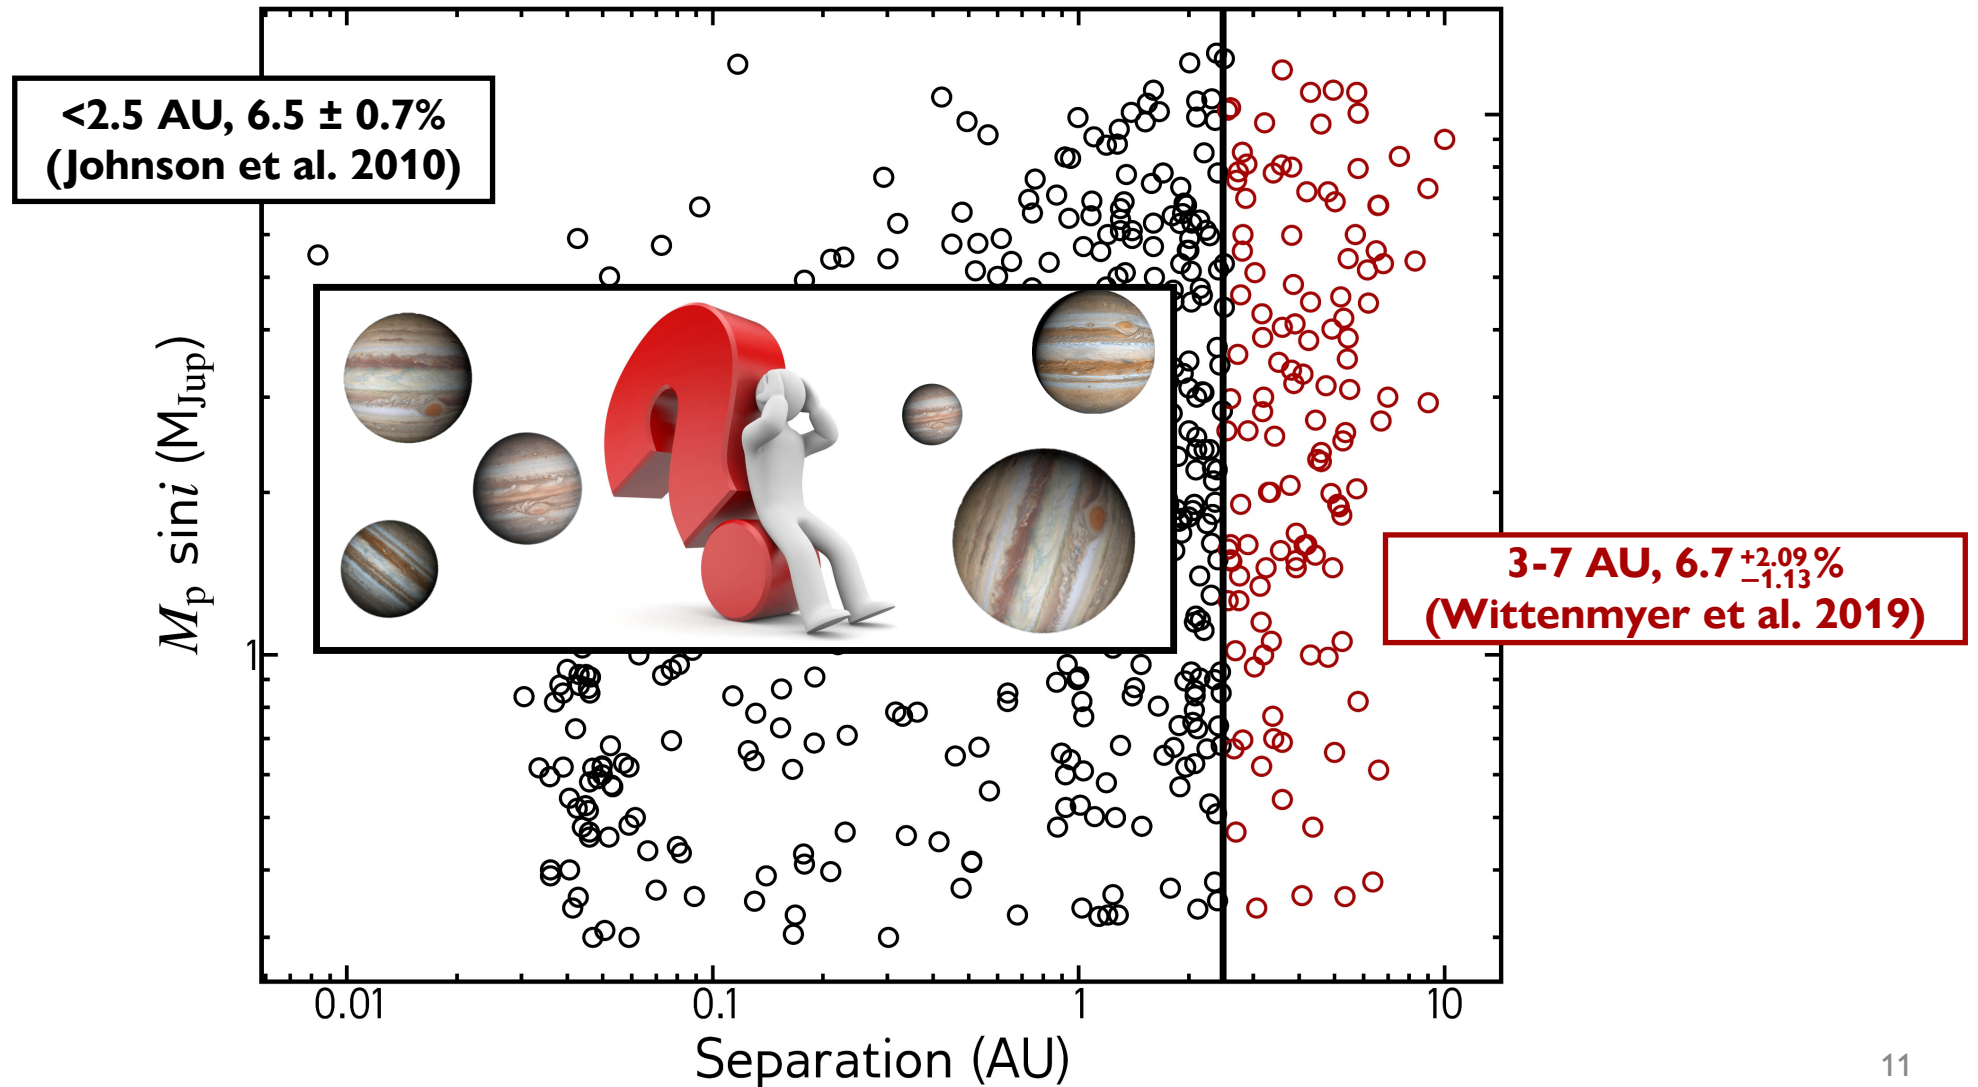 <2.5 AU, 6.5 ± 0.7%
(Johnson et al. 2010)
3-7 AU, 6.7 +2.09 −1.13 %
(Wittenmyer et al. 2019)
Mp sini (MJup)
1
0.01 0.1 1 10
Separation (AU)
11